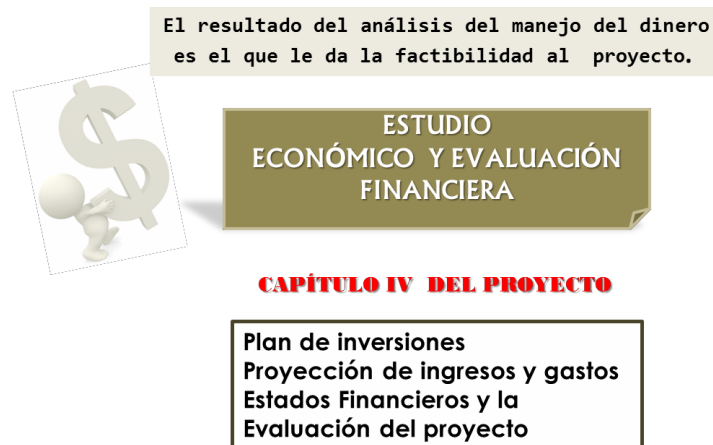 El resultado del análisis del manejo del dinero
es el que le da la factibilidad al proyecto.
ESTUDIO
ECONÓMICO Y EVALUACIÓN
FINANCIERA
CAPÍTULO IV DEL PROYECTO
Plan de inversiones
Proyección de ingresos y gastos
Estados Financieros y la
Evaluación del proyecto